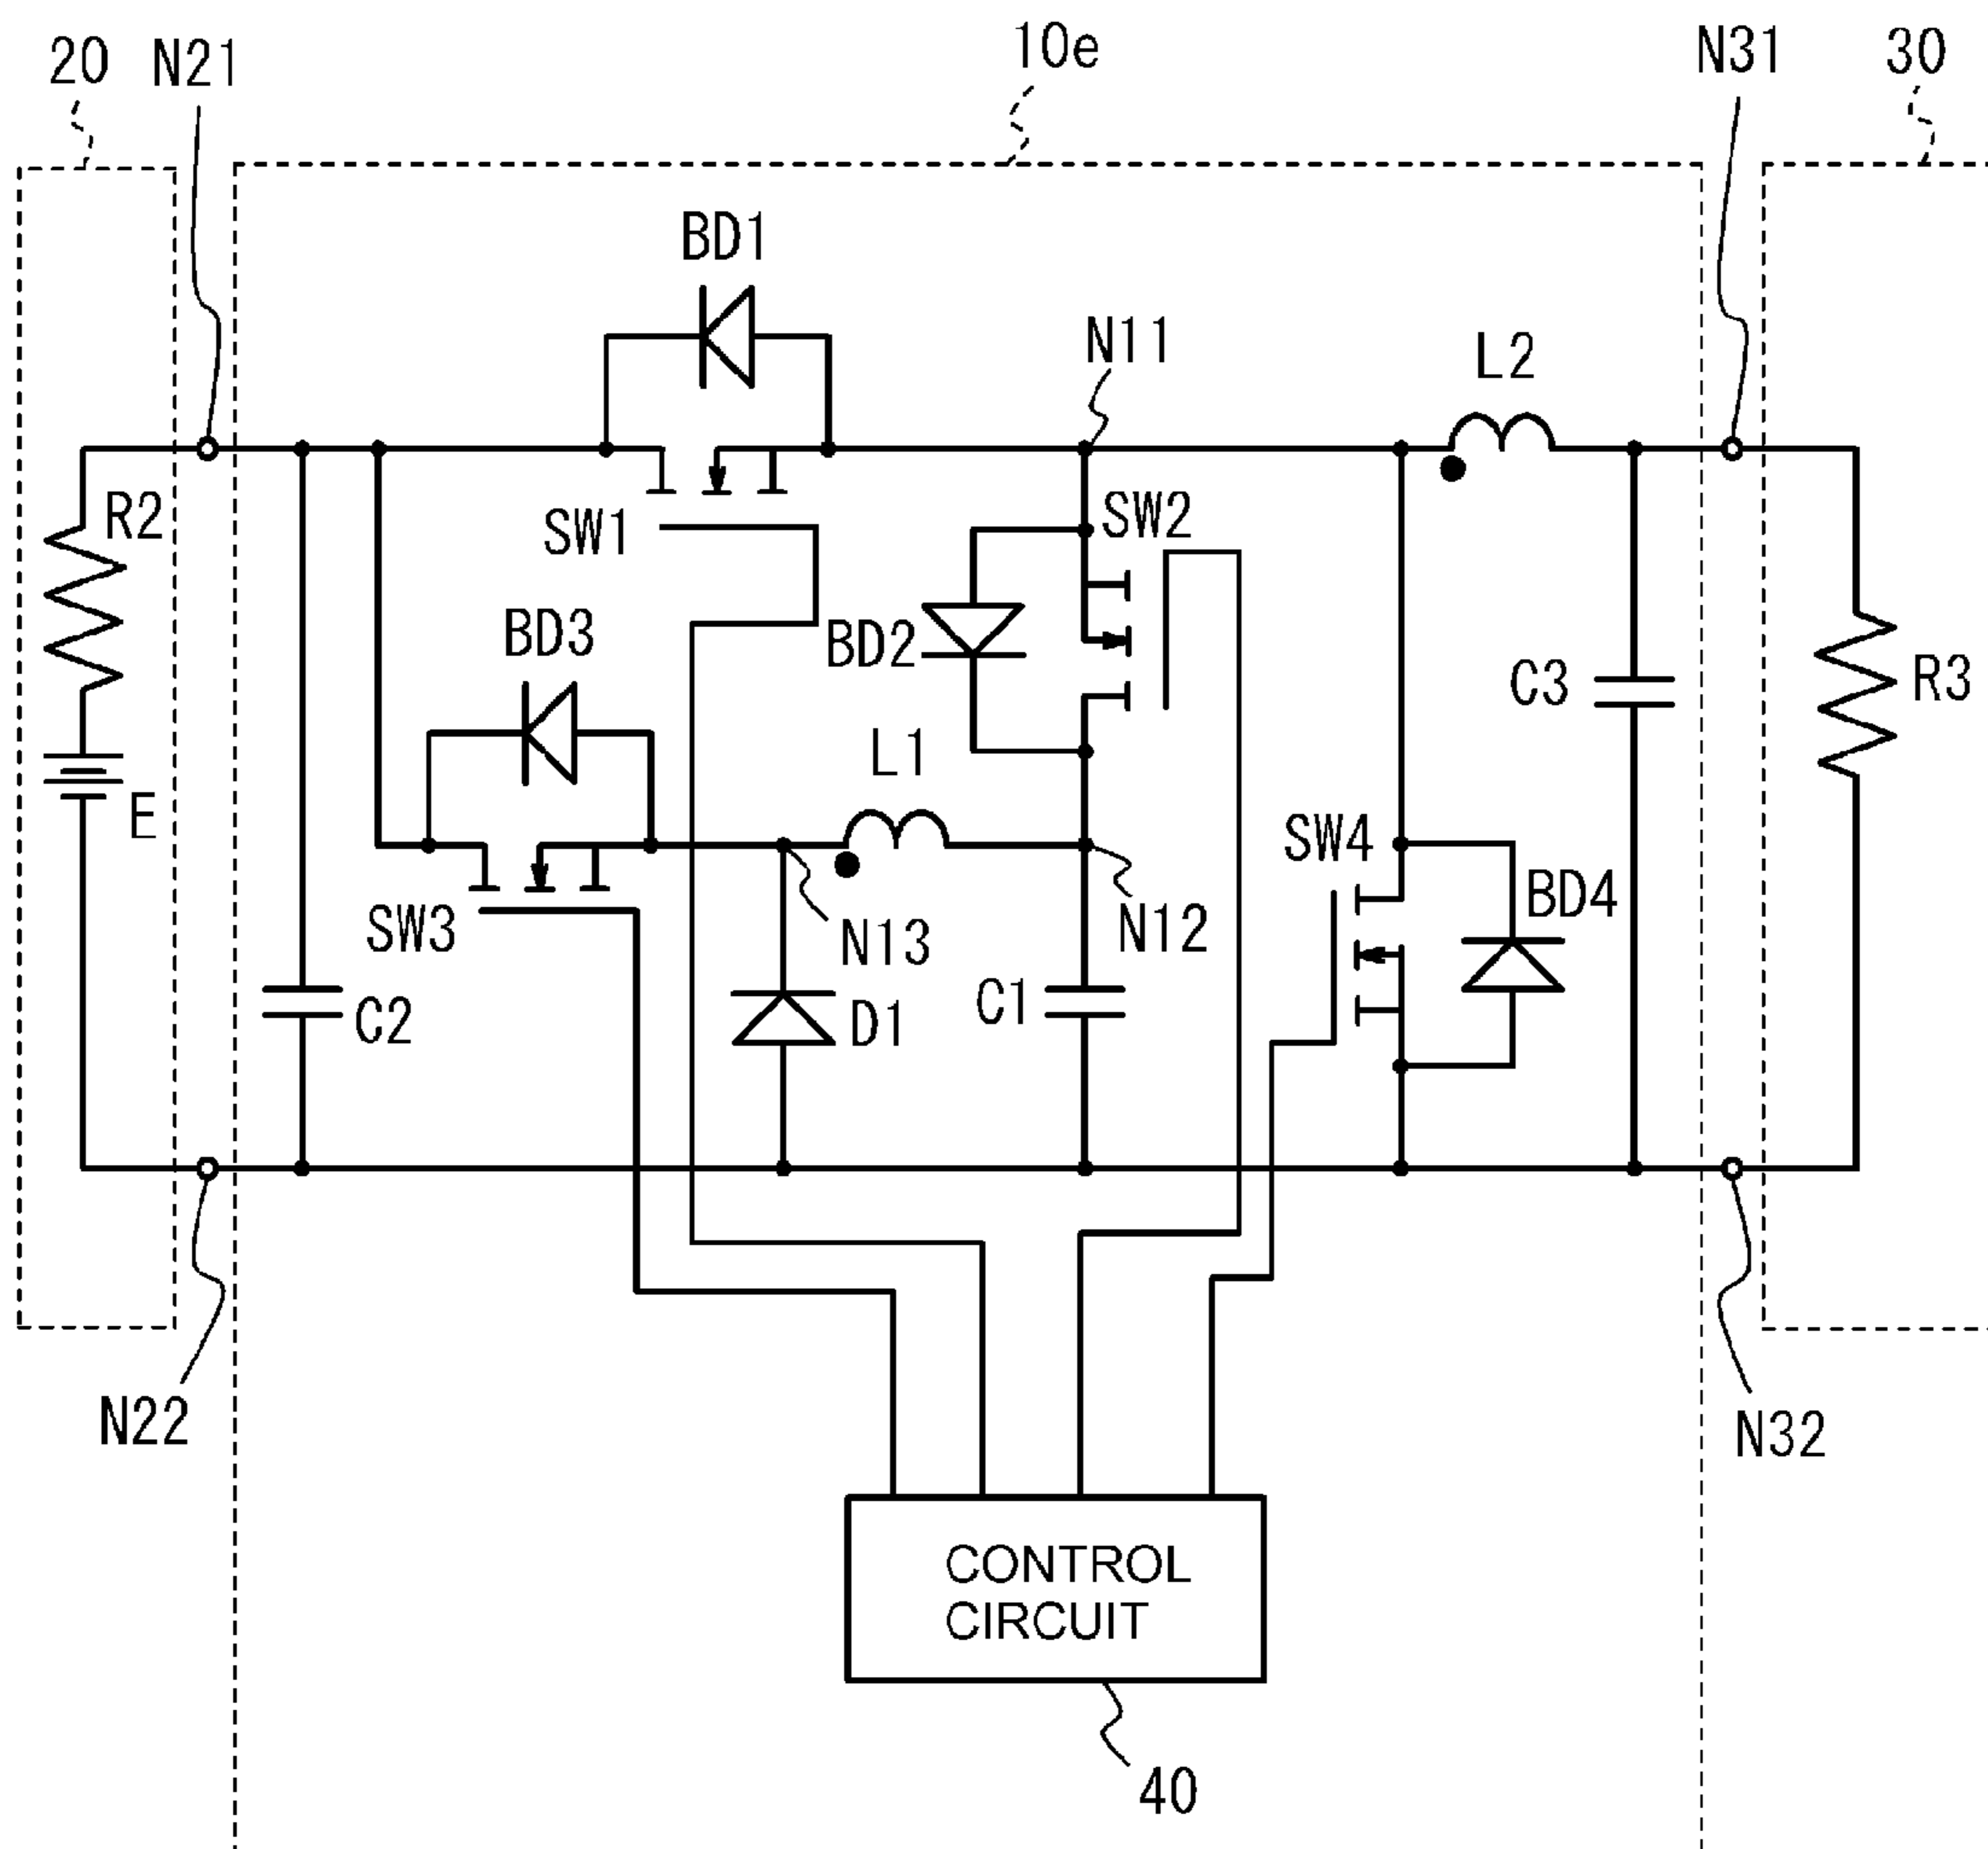 20
N21
10e
N31
30
BD1
N11
L2
R2
SW1
SW2
BD3
BD2
C3
R3
L1
E
SW4
BD4
SW3
N13
N12
C2
D1
C1
N22
N32
CONTROL
CIRCUIT
40